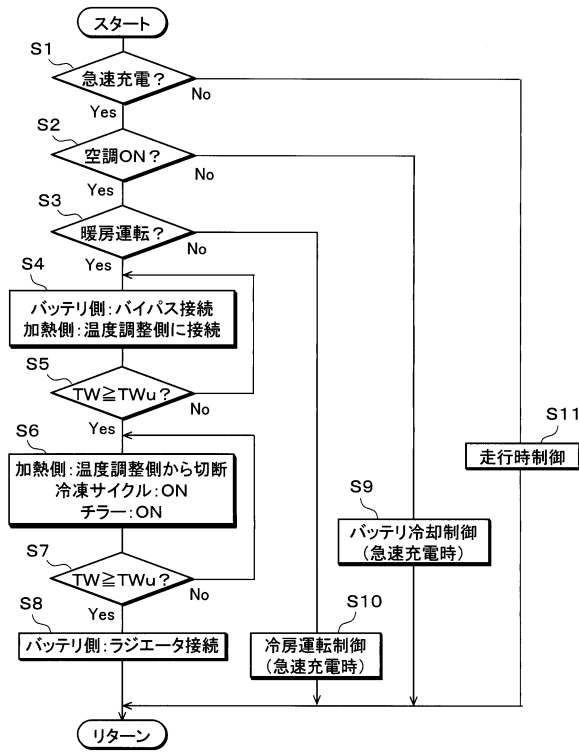 スタート
S1
急速充電？
No
Yes
S2
空調ON？
No
Yes
S3
暖房運転？
No
Yes
S4
バッテリ側：バイパス接続
加熱側：温度調整側に接続
S5
TW≧TWu？
No
Yes
S6
加熱側：温度調整側から切断
冷凍サイクル：ON
チラー：ON
S7
TW≧TWu？
No
Yes
S8
バッテリ側：ラジエータ接続
S10
冷房運転制御
（急速充電時）
S9
バッテリ冷却制御
（急速充電時）
S11
走行時制御
リターン